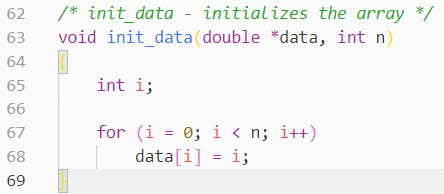 62 /* init_data - initializes the array */
63 void init_data(double *data, int n)
64 {
65     int i;
66
67     for (i = 0; i < n; i++)
68         data[i] = i;
69 }